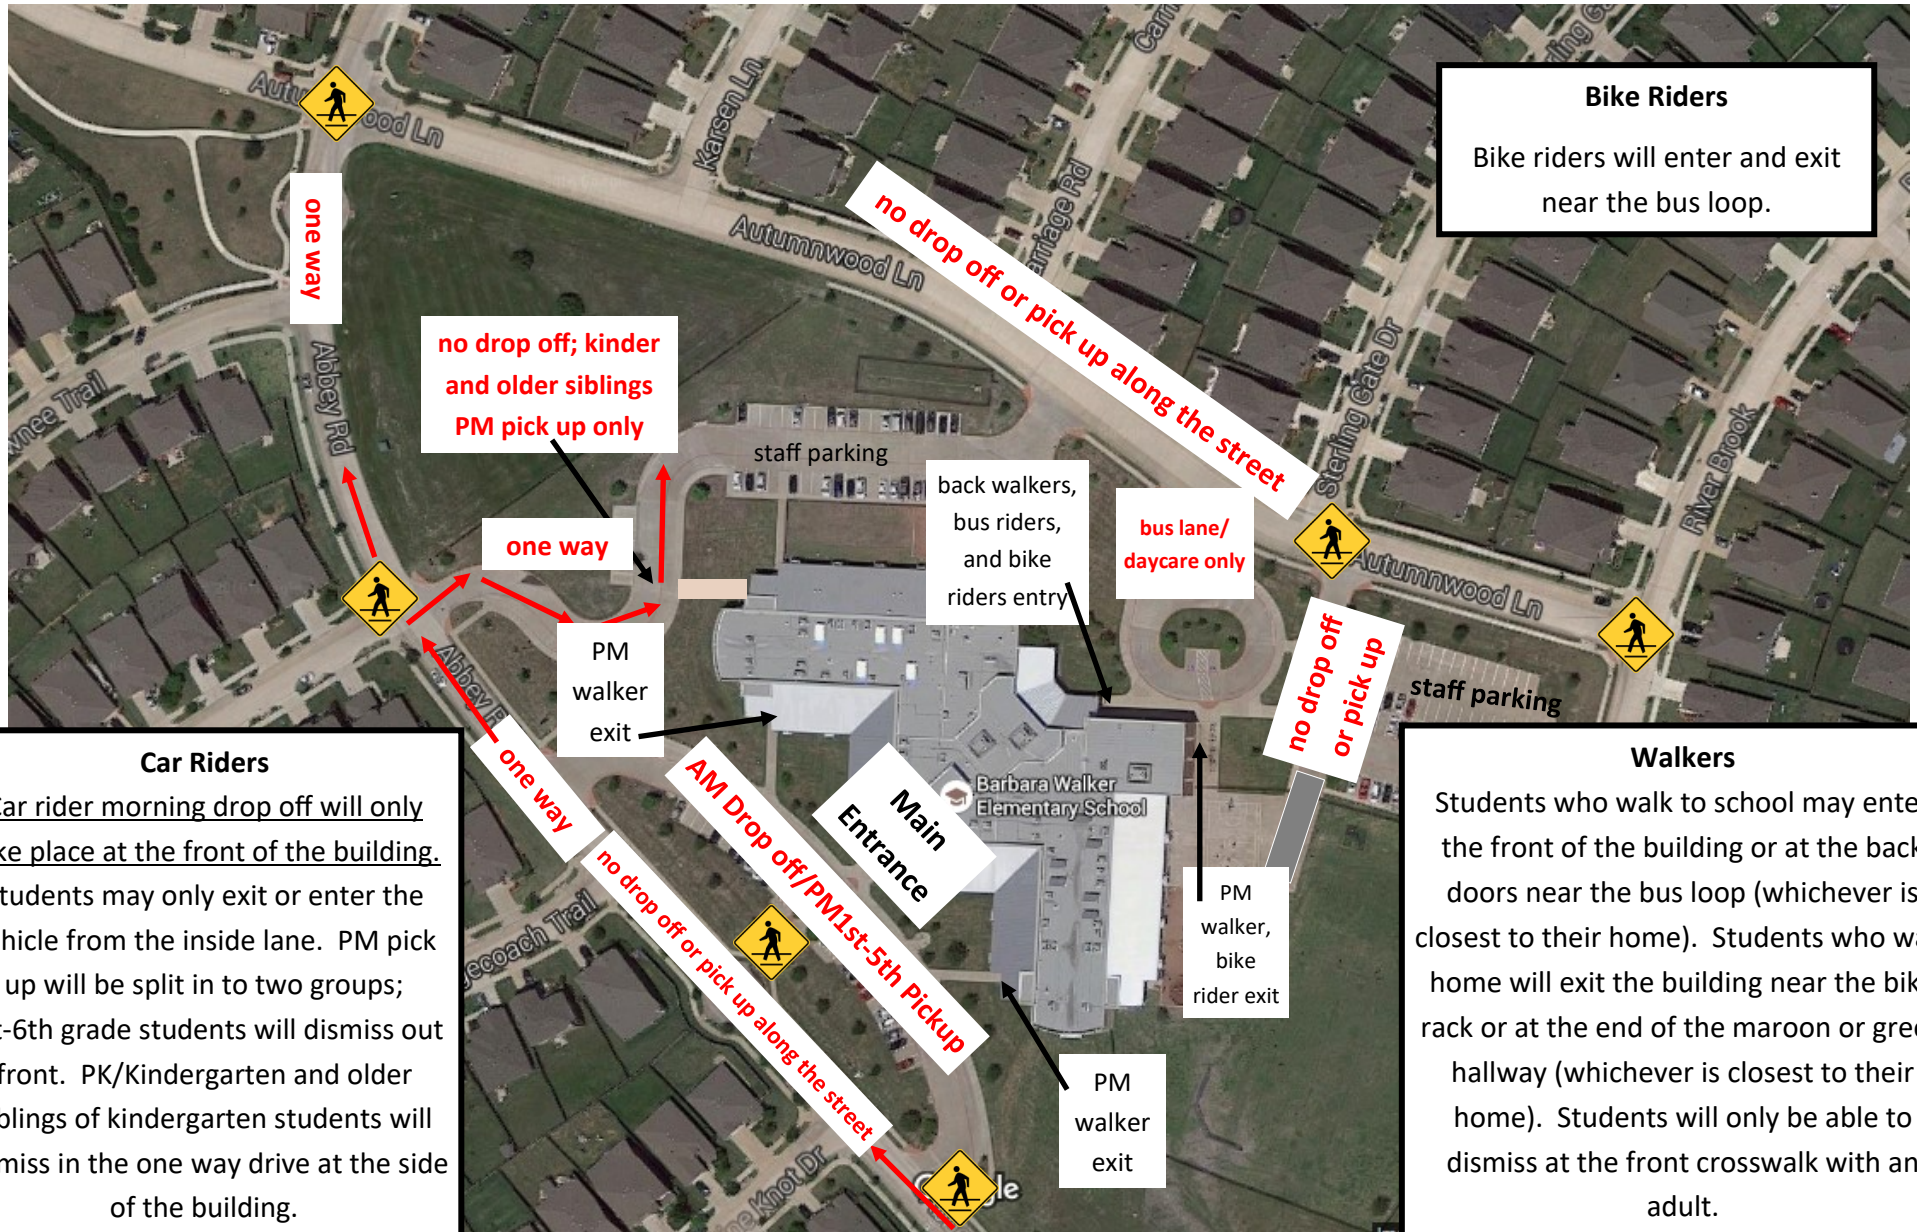 Autumnwood Ln
Karsen Ln
Bike Riders
Bike riders will enter and exit
near the bus loop.
one way
Autumnwood Ln
no drop off or pick up along the street
no drop off; kinder
and older siblings
PM pick up only
Abbey Rd
staff parking
Sterling Gate Dr
River Brook
back walkers,
bus riders,
and bike
riders entry
bus lane/
daycare only
one way
Autumnwood Ln
PM
walker
exit
no drop off
or pick up
staff parking
Abbey
one way
AM Drop off/PM1st-5th Pickup
Main
Entrance
Barbara Walker
Elementary School
no drop off or pick up along the street
PM
walker,
bike
rider exit
PM
walker
exit
Car Riders
Car rider morning drop off will only
ke place at the front of the building.
tudents may only exit or enter the
hicle from the inside lane.  PM pick
up will be split in to two groups;
t-6th grade students will dismiss out
front.  PK/Kindergarten and older
blings of kindergarten students will
miss in the one way drive at the side
of the building.
Walkers
Students who walk to school may ente
the front of the building or at the back
doors near the bus loop (whichever is
closest to their home).  Students who wa
home will exit the building near the bik
rack or at the end of the maroon or gree
hallway (whichever is closest to their
home).  Students will only be able to
dismiss at the front crosswalk with an
adult.